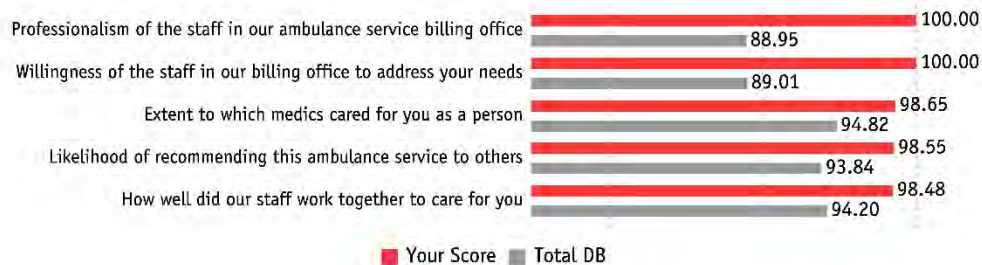 Professionalism of the staff in our ambulance service billing office 100.00
88.95
Willingness of the staff in our billing office to address your needs 100.00
89.01
Extent to which medics cared for you as a person 98.65
94.82
Likelihood of recommending this ambulance service to others 98.55
93.84
How well did our staff work together to care for you 98.48
94.20
Your Score Total DB